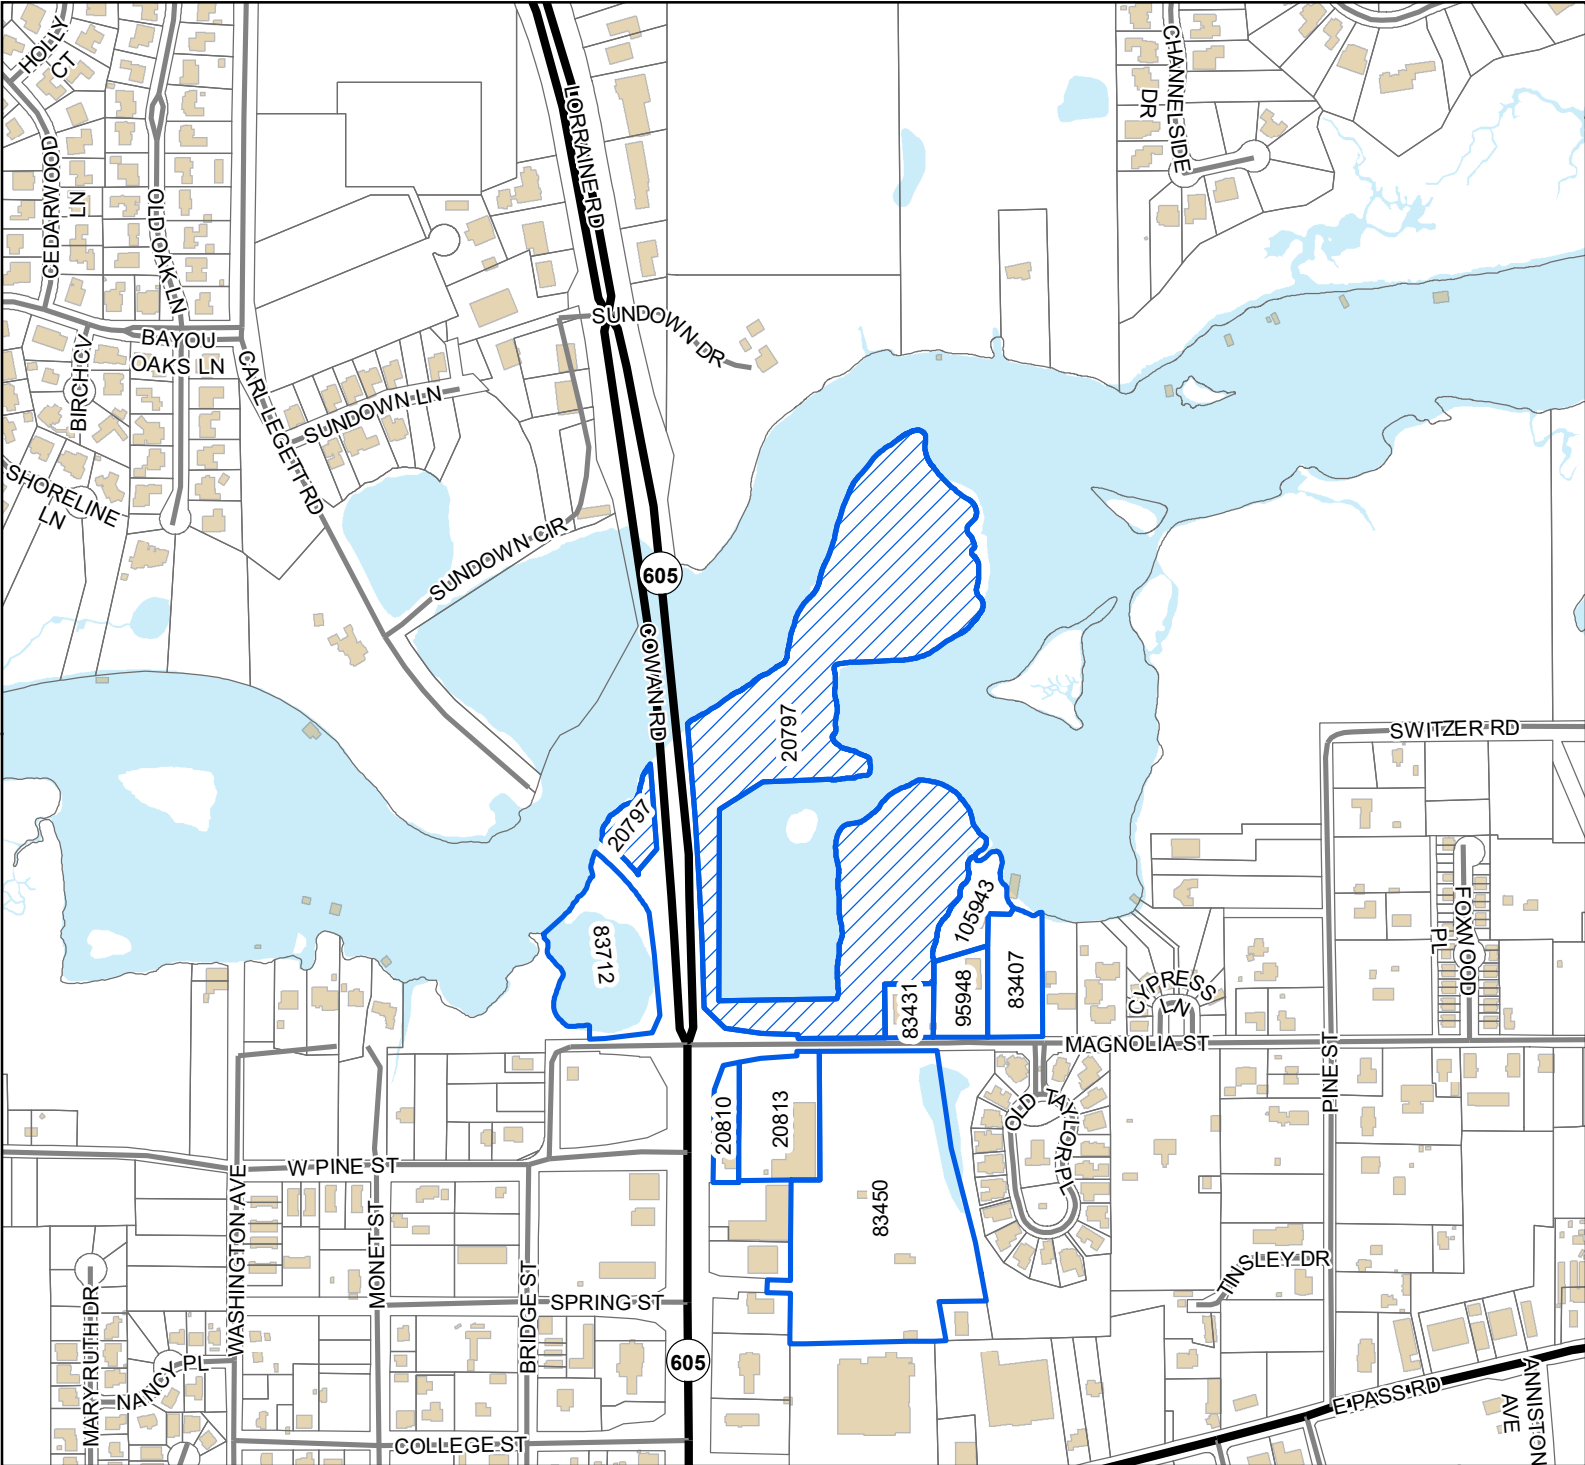 HOLLY
CT
CHANNELSIDE
DR
LORRAINE RD
CEDARWOOD
LN
OLD OAK LN
SUNDOWN DR
BAYOU
OAKS LN
BIRCH CV
CARL LEGETT RD
SUNDOWN LN
SHORELINE
LN
SUNDOWN CIR
605
COWAN RD
20797
SWITZER RD
20797
105943
FOXWOOD
PL
83712
95948
83407
83431
CYPRESS
LN
MAGNOLIA ST
PINE ST
OLD TAYLOR PL
20810
20813
W PINE ST
WASHINGTON AVE
MONET ST
83450
TINSLEY DR
MARY RUTH DR
BRIDGE ST
SPRING ST
NANCY PL
605
E PASS RD
ANNISTON
AVE
COLLEGE ST